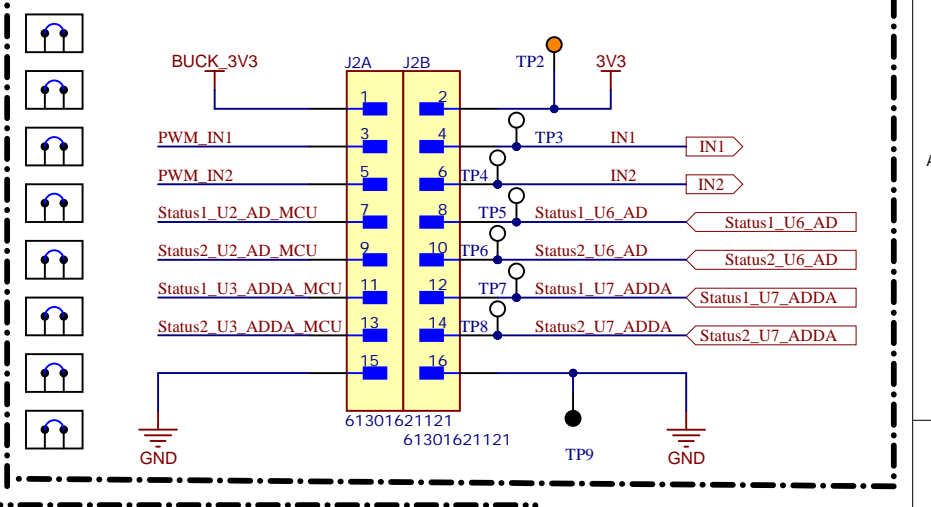 BUCK_3V3 J2A J2B TP2 3V3
1 2
PWM_IN1 3 4 TP3 IN1 IN1
PWM_IN2 5 6 TP4 IN2 IN2
Status1_U2_AD_MCU 7 8 TP5 Status1_U6_AD Status1_U6_AD
Status2_U2_AD_MCU 9 10 TP6 Status2_U6_AD Status2_U6_AD
Status1_U3_ADDA_MCU 11 12 TP7 Status1_U7_ADDA Status1_U7_ADDA
Status2_U3_ADDA_MCU 13 14 TP8 Status2_U7_ADDA Status2_U7_ADDA
15 16
61301621121
61301621121
GND TP9 GND